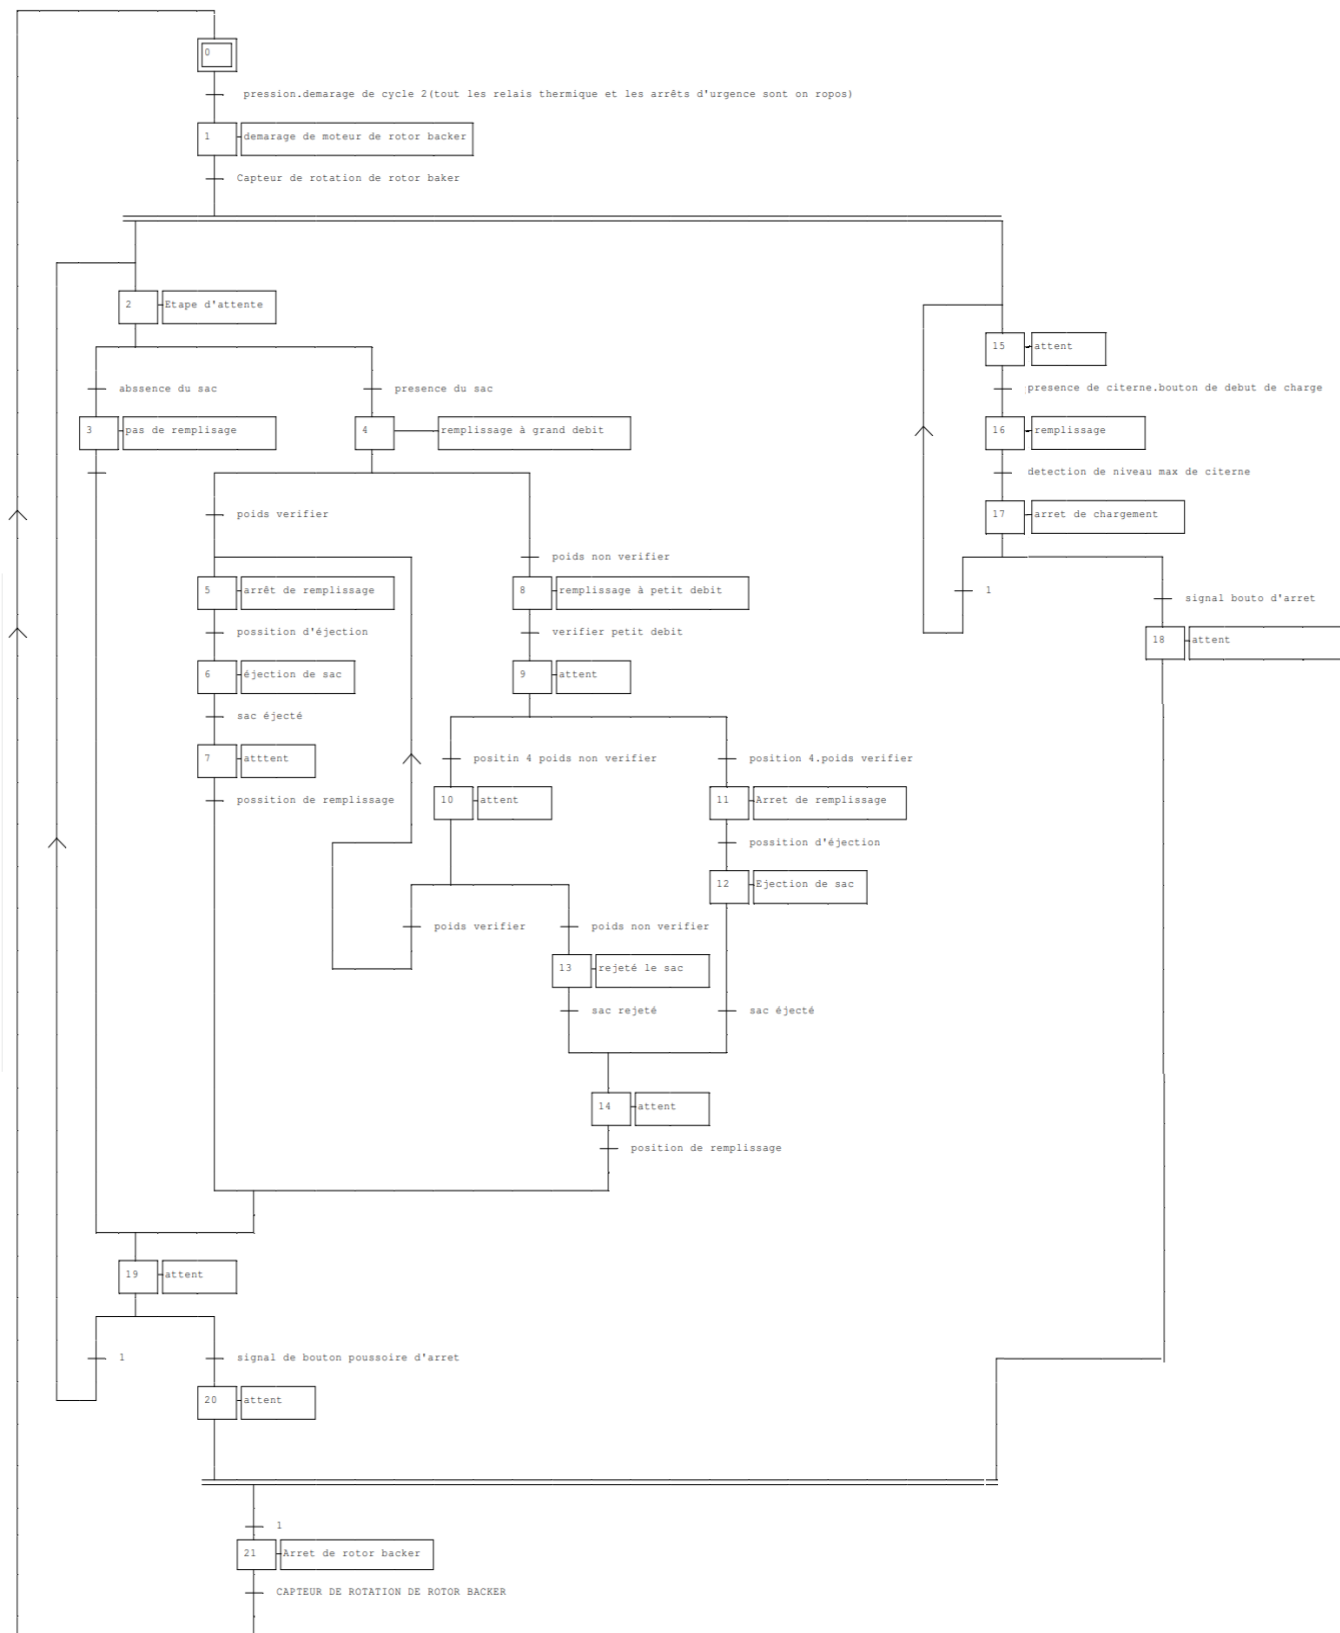 0
pression.demarage de cycle 2(tout les relais thermique et les arrêts d'urgence sont on ropos)
1 demarage de moteur de rotor backer
Capteur de rotation de rotor baker
2 Etape d'attente
15 attent
abssence du sac presence du sac presence de citerne.bouton de debut de charge
3 pas de remplisage 4 remplissage à grand debit 16 remplissage
detection de niveau max de citerne
poids verifier 17 arret de chargement
poids non verifier
5 arrêt de remplissage 8 remplissage à petit debit 1
signal bouto d'arret
possition d'éjection verifier petit debit 18 attent
6 éjection de sac 9 attent
sac éjecté
7 atttent positin 4 poids non verifier position 4.poids verifier
possition de remplissage 10 attent 11 Arret de remplissage
possition d'éjection
12 Ejection de sac
poids verifier poids non verifier
13 rejeté le sac
sac rejeté sac éjecté
14 attent
position de remplissage
19 attent
1 signal de bouton poussoire d'arret
20 attent
1
21 Arret de rotor backer
CAPTEUR DE ROTATION DE ROTOR BACKER